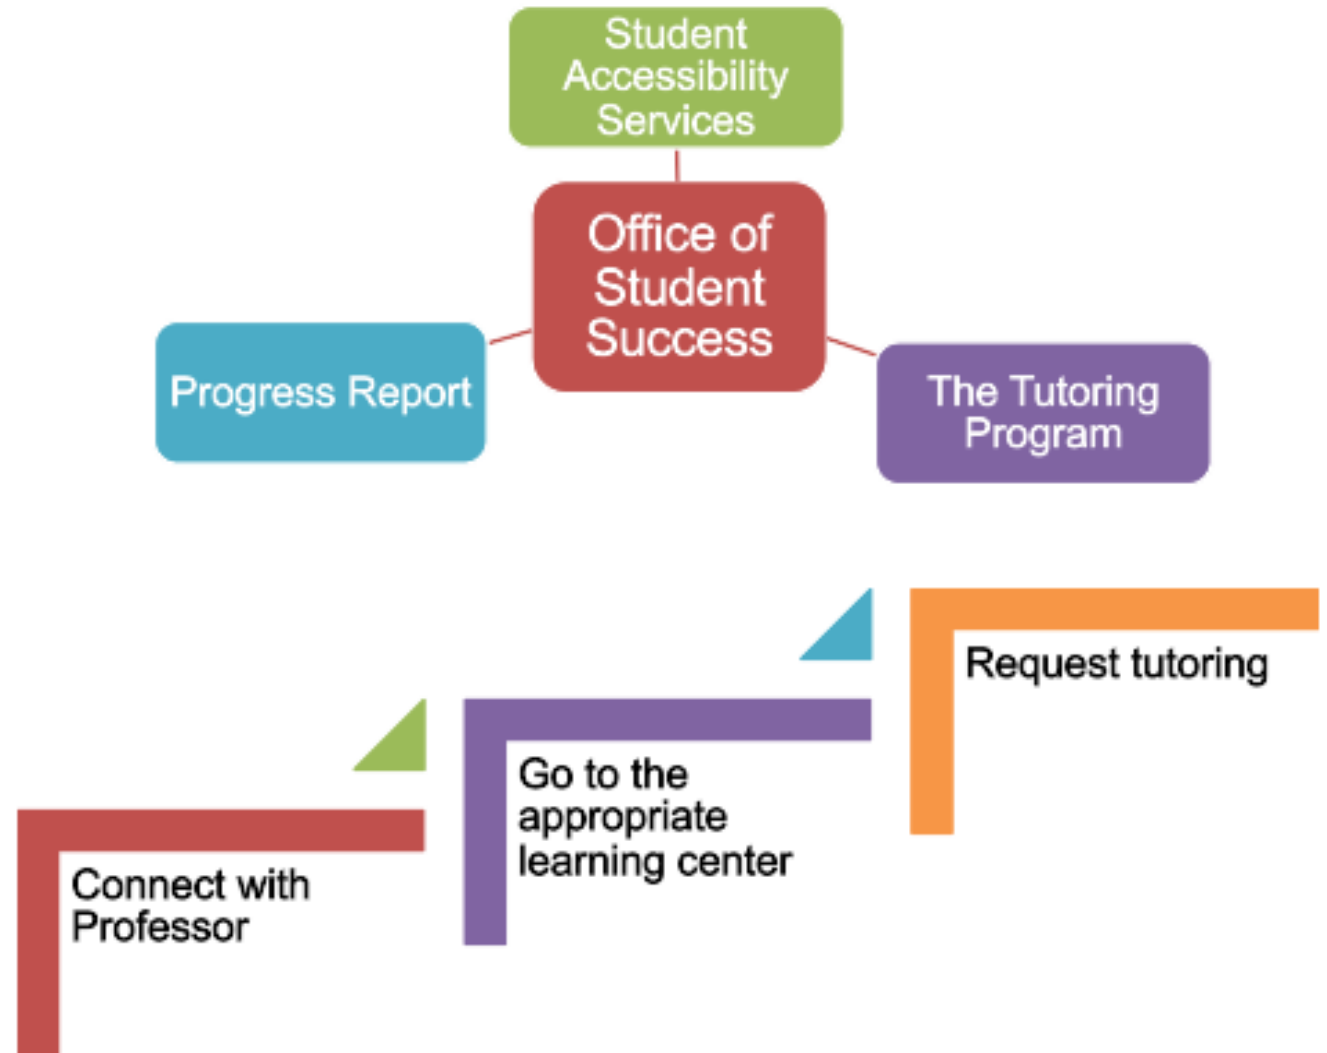 Student
Accessibility
Services
Office of
Student
Success
Progress Report
The Tutoring
Program
Request tutoring
Go to the
appropriate
learning center
Connect with
Professor